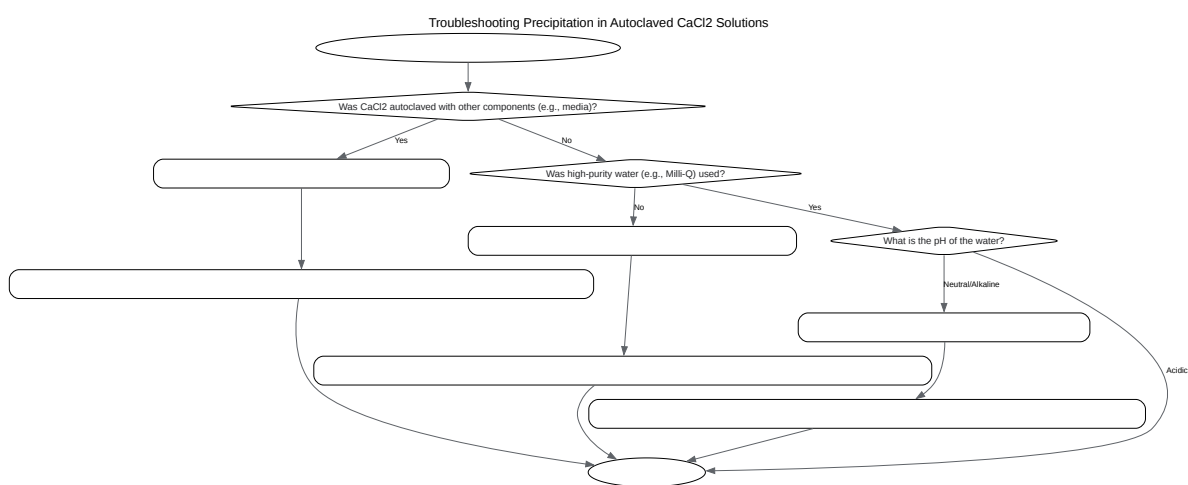 Troubleshooting Precipitation in Autoclaved CaCl2 Solutions
Was CaCl2 autoclaved with other components (e.g., media)?
Yes
No
Was high-purity water (e.g., Milli-Q) used?
No
Yes
What is the pH of the water?
Neutral/Alkaline
Acidic